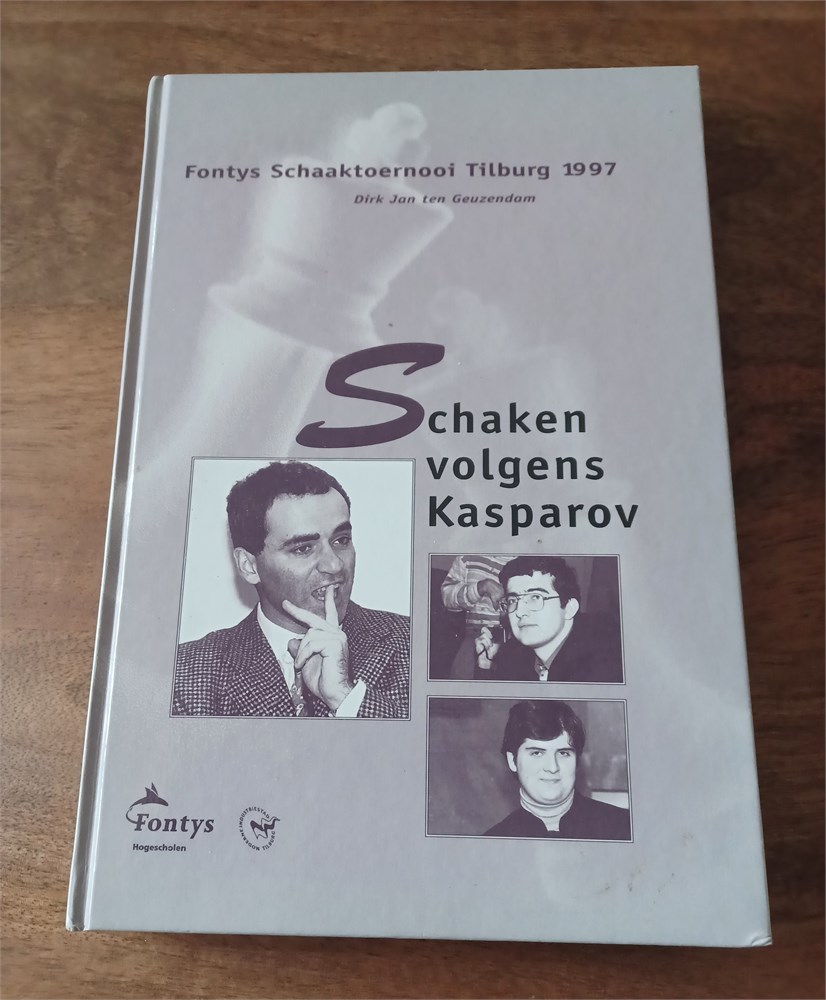 Fontys Schaaktoernooi Tilburg 1997
Dirk Jan ten Geuzendam
Schaken
volgens
Kasparov
Fontys
Hogescholen